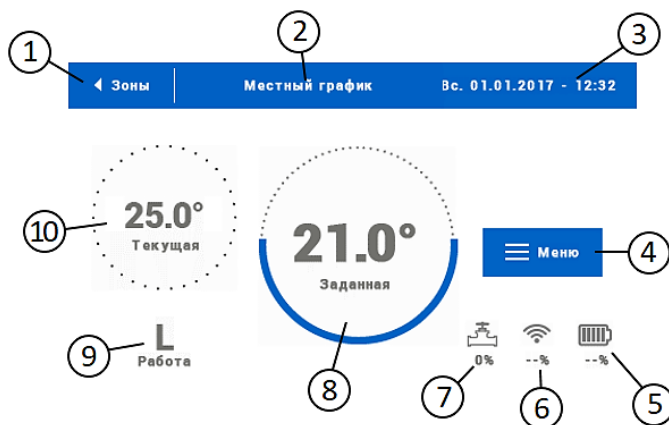 1
2
3
Зоны
Местный график
Вс. 01.01.2017 - 12:32
25.0°
Текущая
10
21.0°
Заданная
Меню
4
L
Работа
9
8
0%
--%
--%
7
6
5